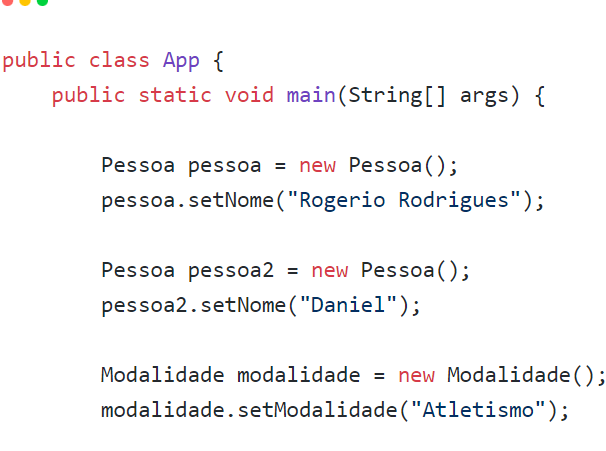 public class App {
    public static void main(String[] args) {
        Pessoa pessoa = new Pessoa();
        pessoa.setNome("Rogerio Rodrigues");
        Pessoa pessoa2 = new Pessoa();
        pessoa2.setNome("Daniel");
        Modalidade modalidade = new Modalidade();
        modalidade.setModalidade("Atletismo");